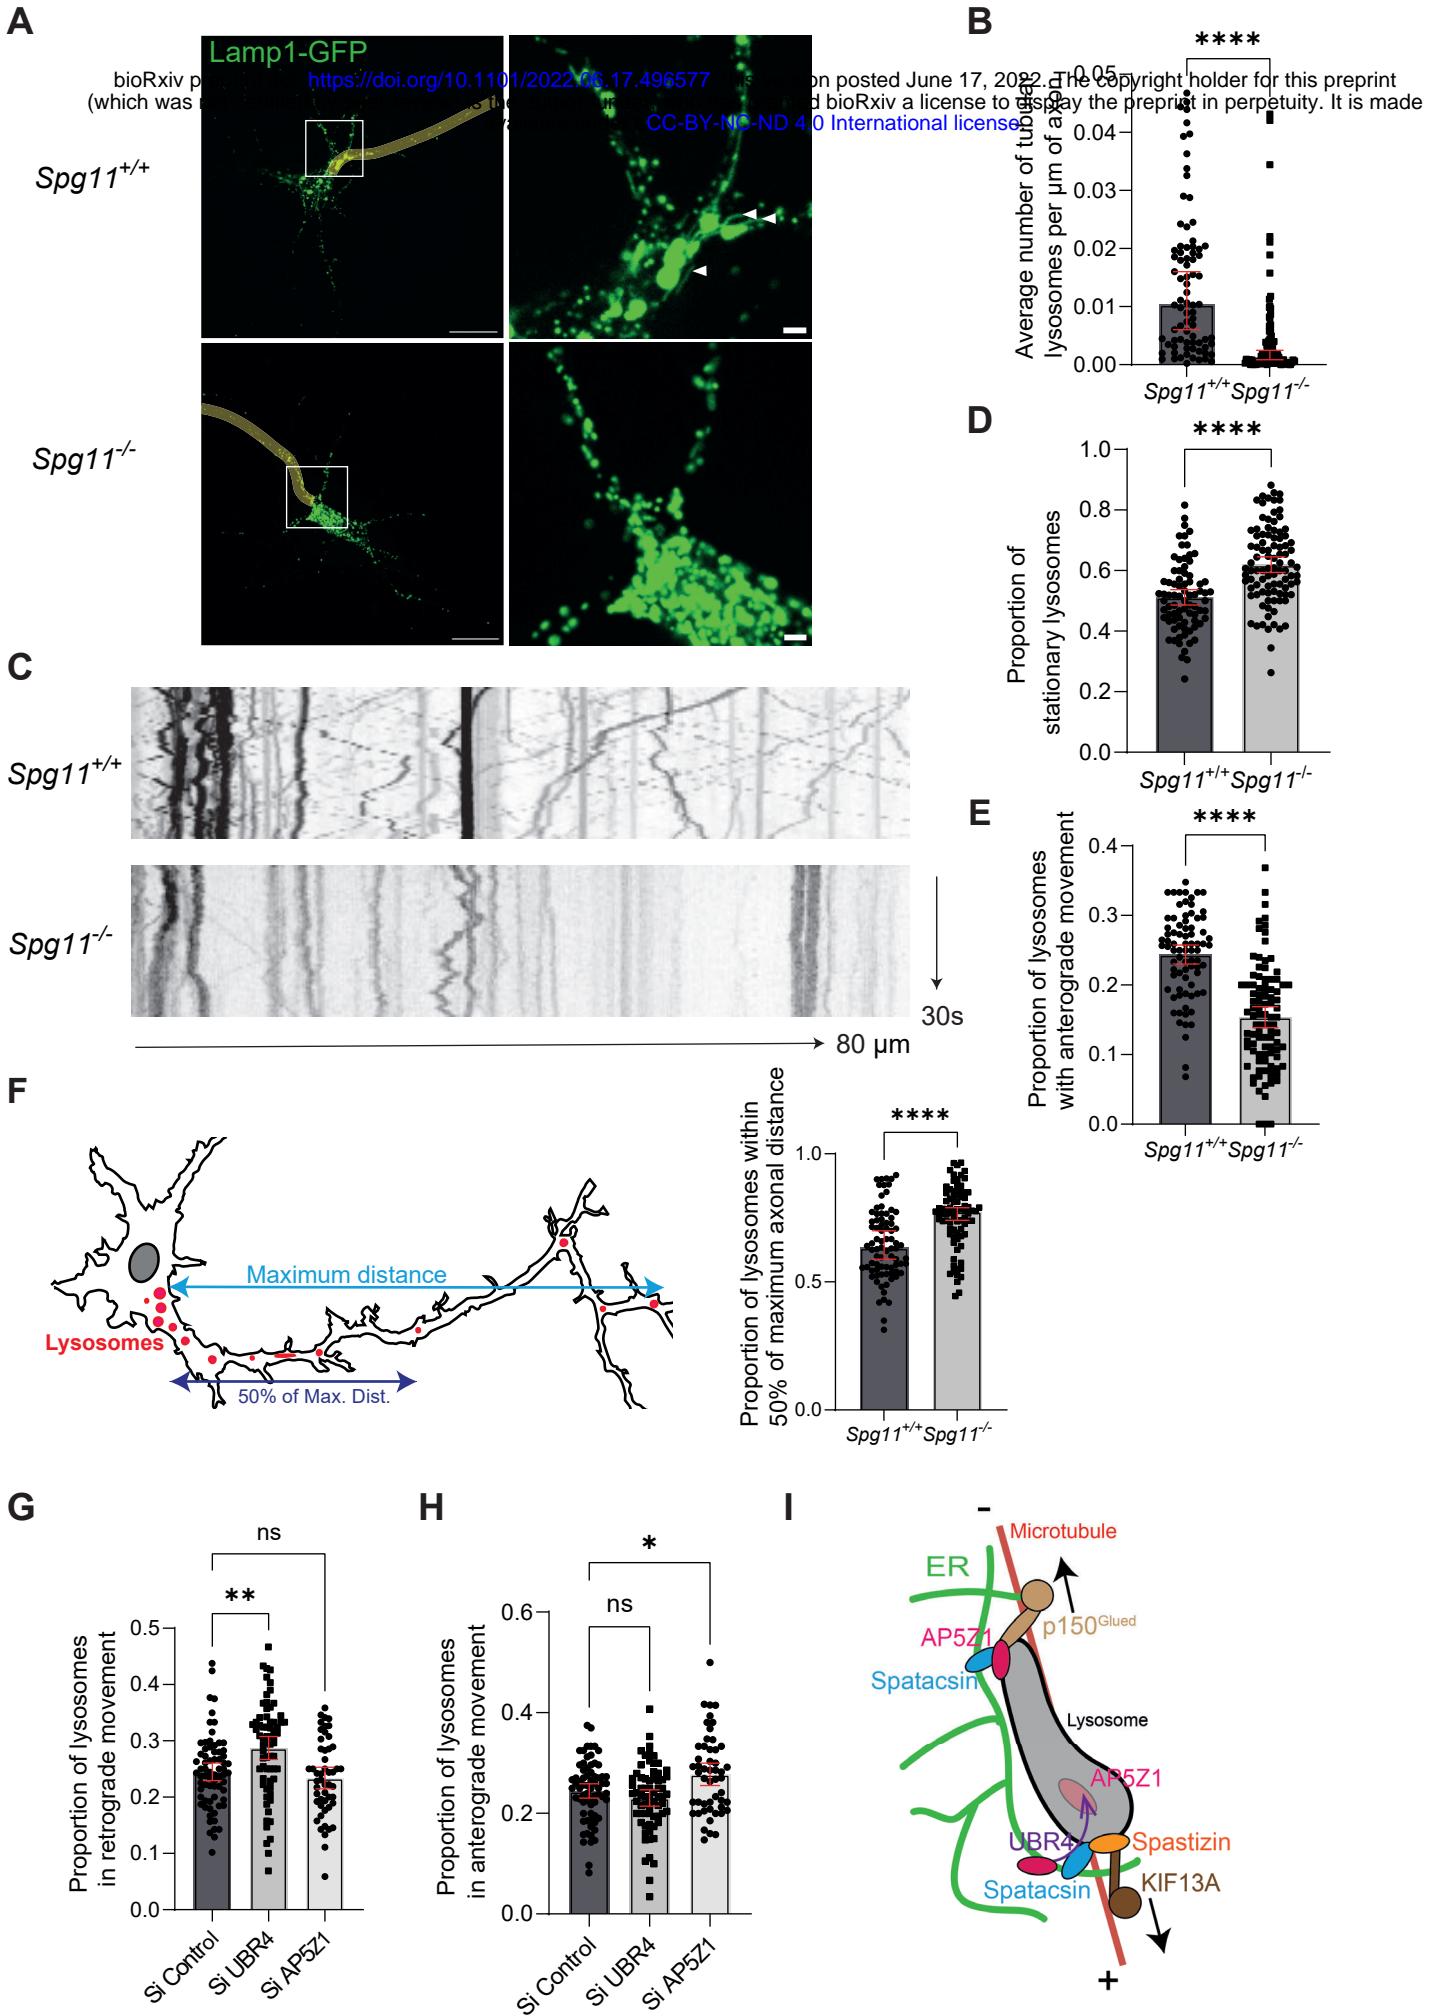 A
Lamp1-GFP
bioRxiv
https://doi.org/10.1101/2022.06.17.496577
on posted June 17, 2022. The copyright holder for this preprint
(which was
bioRxiv a license to display the preprint in perpetuity. It is made
CC-BY-NC-ND 4.0 International license
Spg11+/+
Spg11-/-
B
****
Average number of tubular
lysosomes per µm of axon
0.05
0.04
0.03
0.02
0.01
0.00
Spg11+/+ Spg11-/-
C
Spg11+/+
Spg11-/-
30s
80 µm
D
****
Proportion of
stationary lysosomes
1.0
0.8
0.6
0.4
0.2
0.0
Spg11+/+ Spg11-/-
E
****
Proportion of lysosomes
with anterograde movement
0.4
0.3
0.2
0.1
0.0
Spg11+/+ Spg11-/-
F
Maximum distance
Lysosomes
50% of Max. Dist.
****
Proportion of lysosomes within
50% of maximum axonal distance
1.0
0.5
0.0
Spg11+/+ Spg11-/-
G
ns
**
Proportion of lysosomes
in retrograde movement
0.5
0.4
0.3
0.2
0.1
0.0
Si Control
Si UBR4
Si AP5Z1
H
*
ns
Proportion of lysosomes
in anterograde movement
0.6
0.4
0.2
0.0
Si Control
Si UBR4
Si AP5Z1
I
-
Microtubule
ER
p150Glued
AP5Z1
Spatacsin
Lysosome
AP5Z1
UBR4
Spastizin
Spatacsin
KIF13A
+